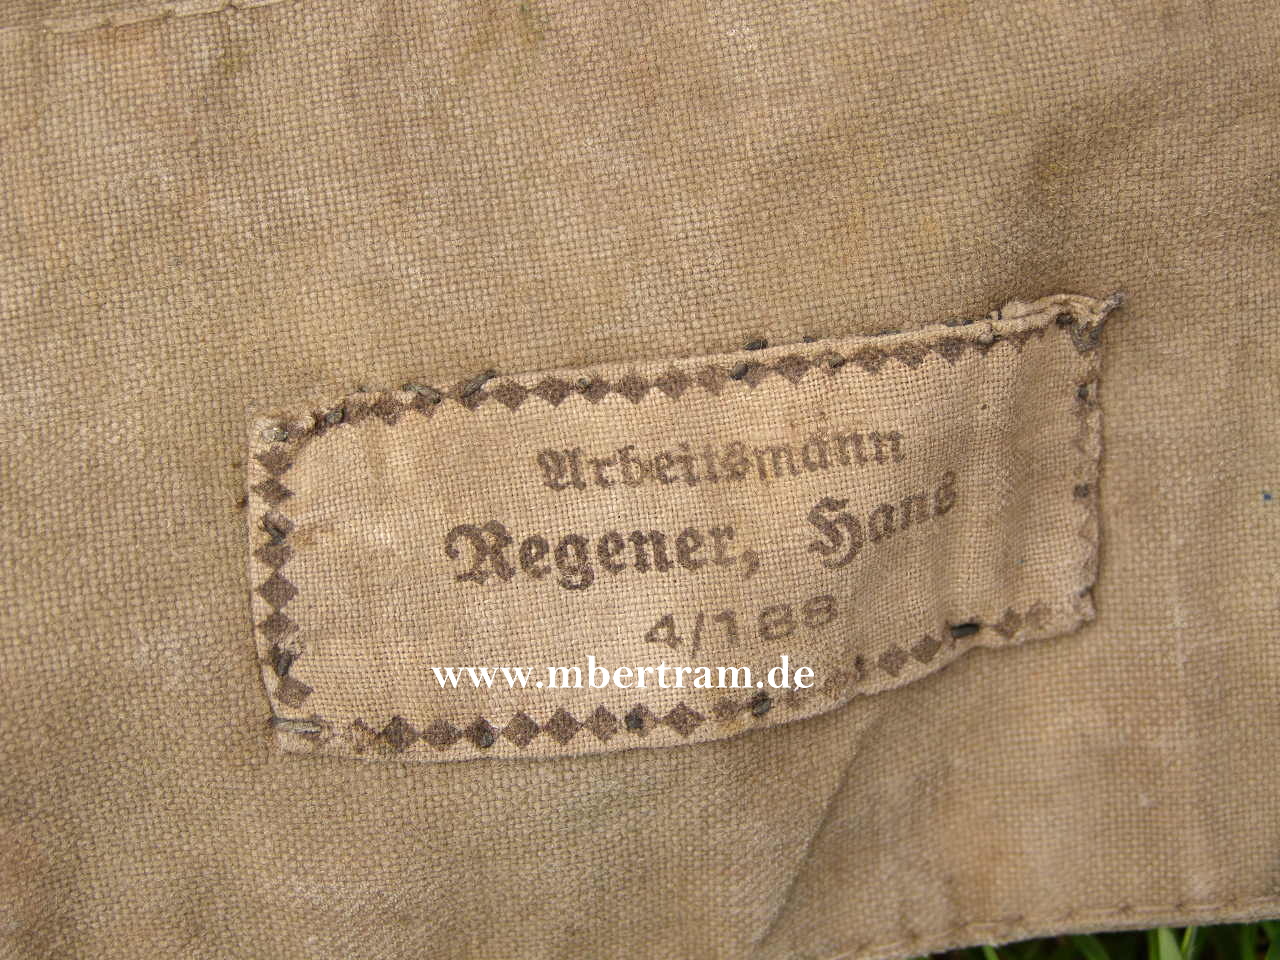 Arbeitsmann
Regener, Hans
4/188
www.mbertram.de